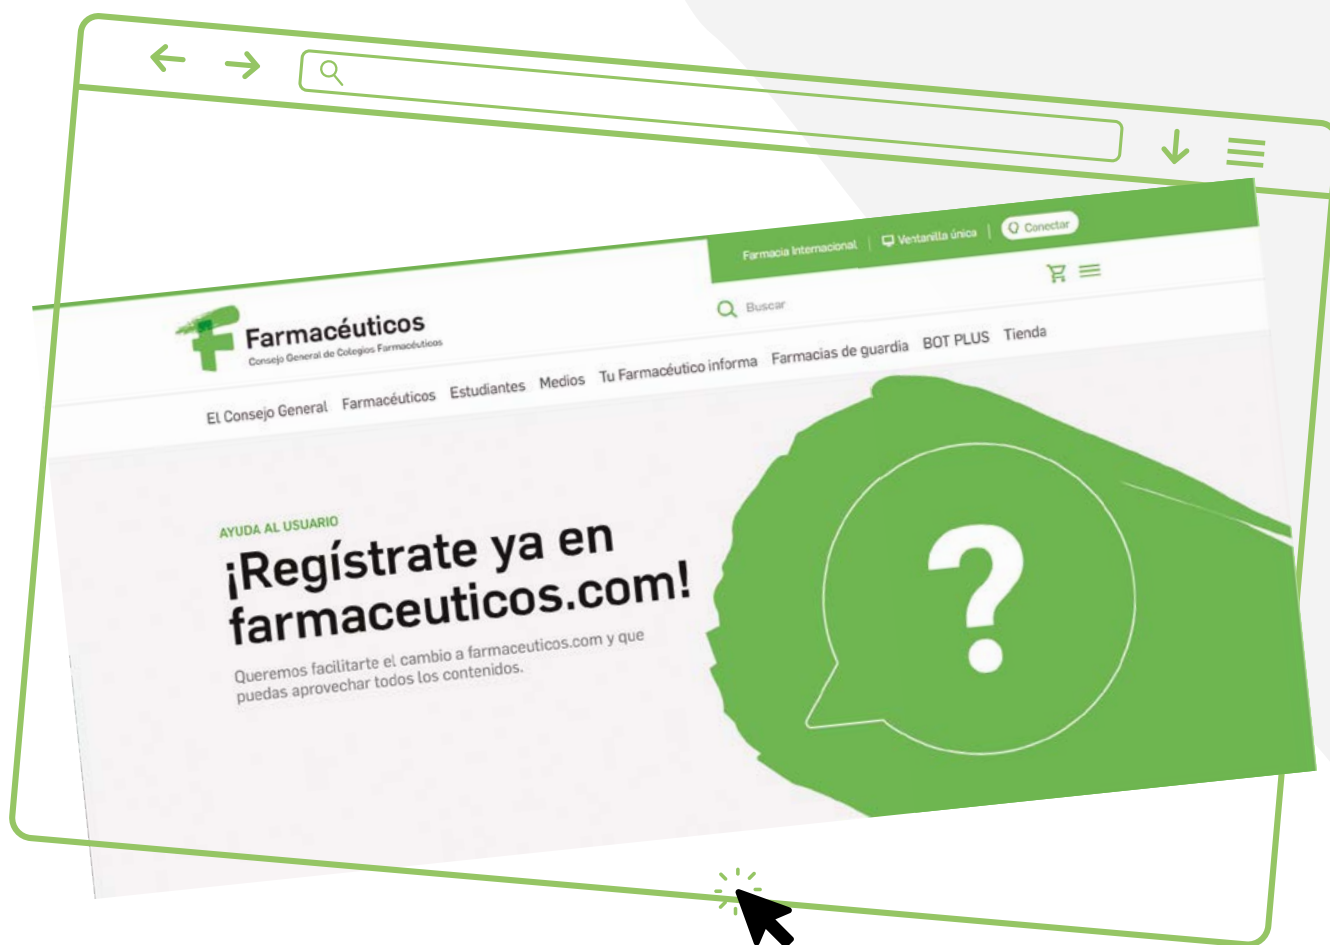 Farmacia Internacional
Ventanilla única
Conectar
Farmacéuticos
Consejo General de Colegios Farmacéuticos
Buscar
El Consejo General Farmacéuticos Estudiantes Medios Tu Farmacéutico informa Farmacias de guardia BOT PLUS Tienda
AYUDA AL USUARIO
¡Regístrate ya en
farmaceuticos.com!
Queremos facilitarte el cambio a farmaceuticos.com y que
puedas aprovechar todos los contenidos.
?